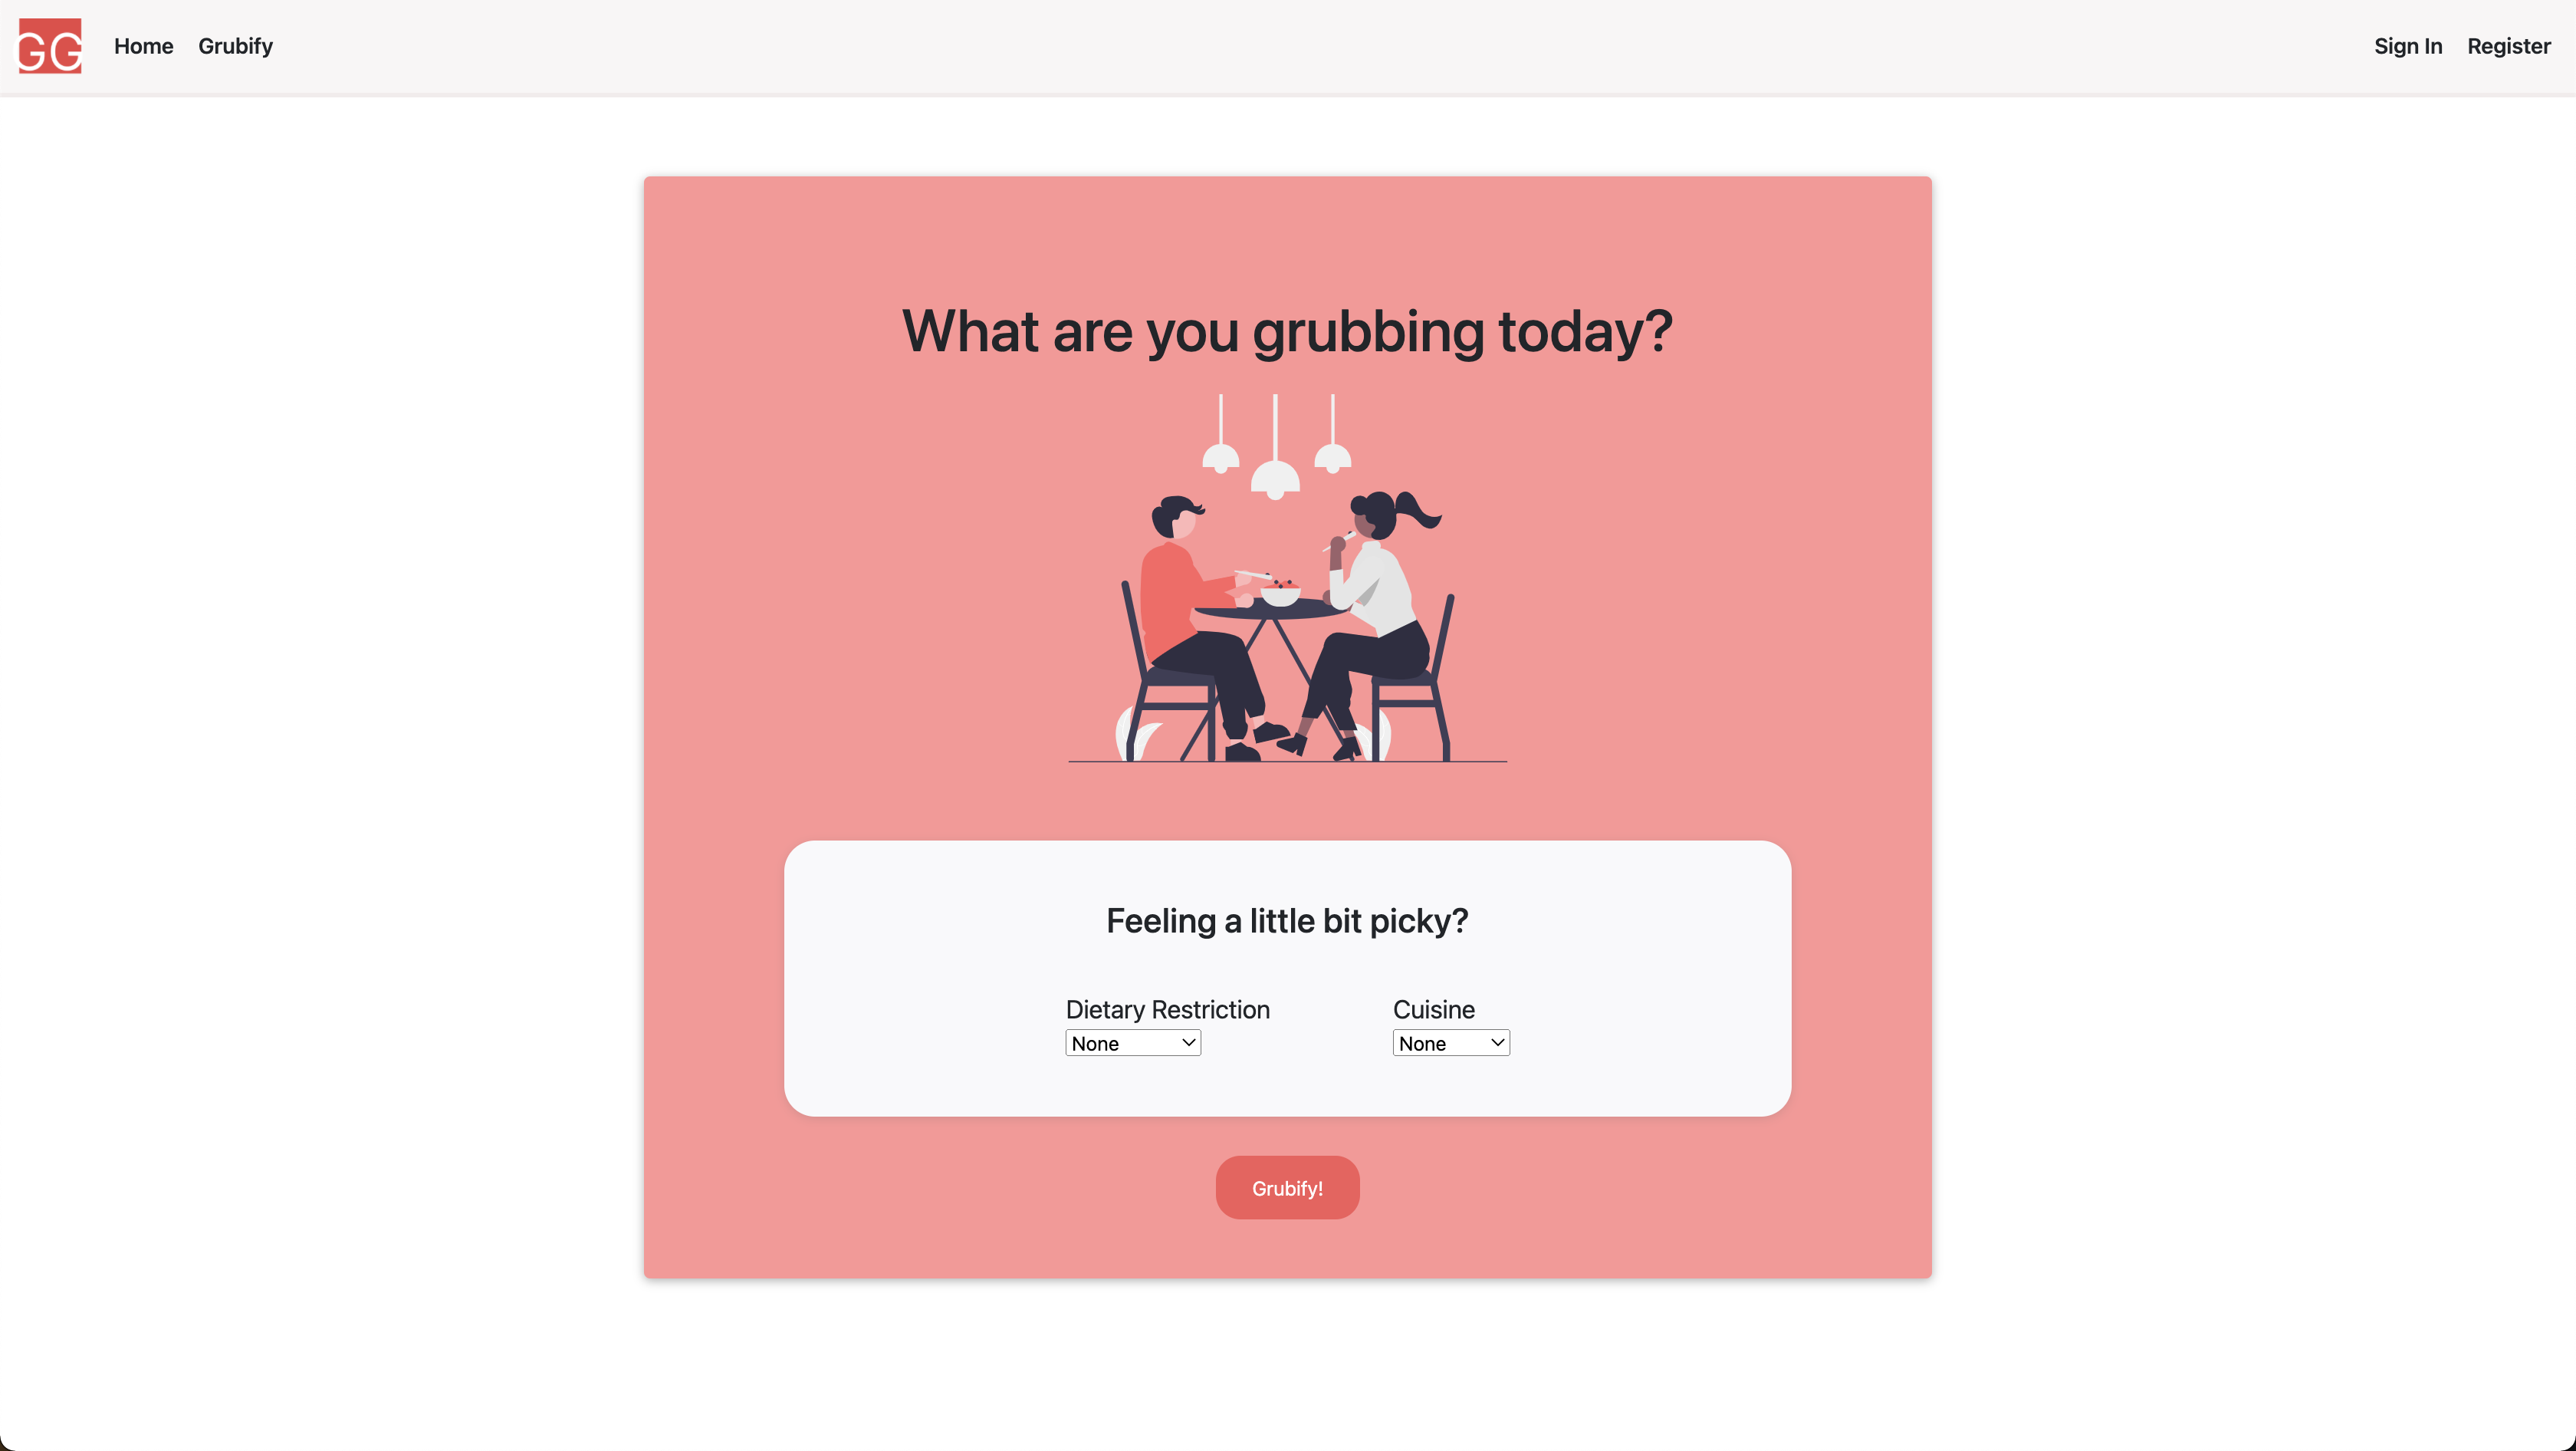 GG Home Grubify Sign In Register
What are you grubbing today?
Feeling a little bit picky?
Dietary Restriction Cuisine
None None
Grubify!